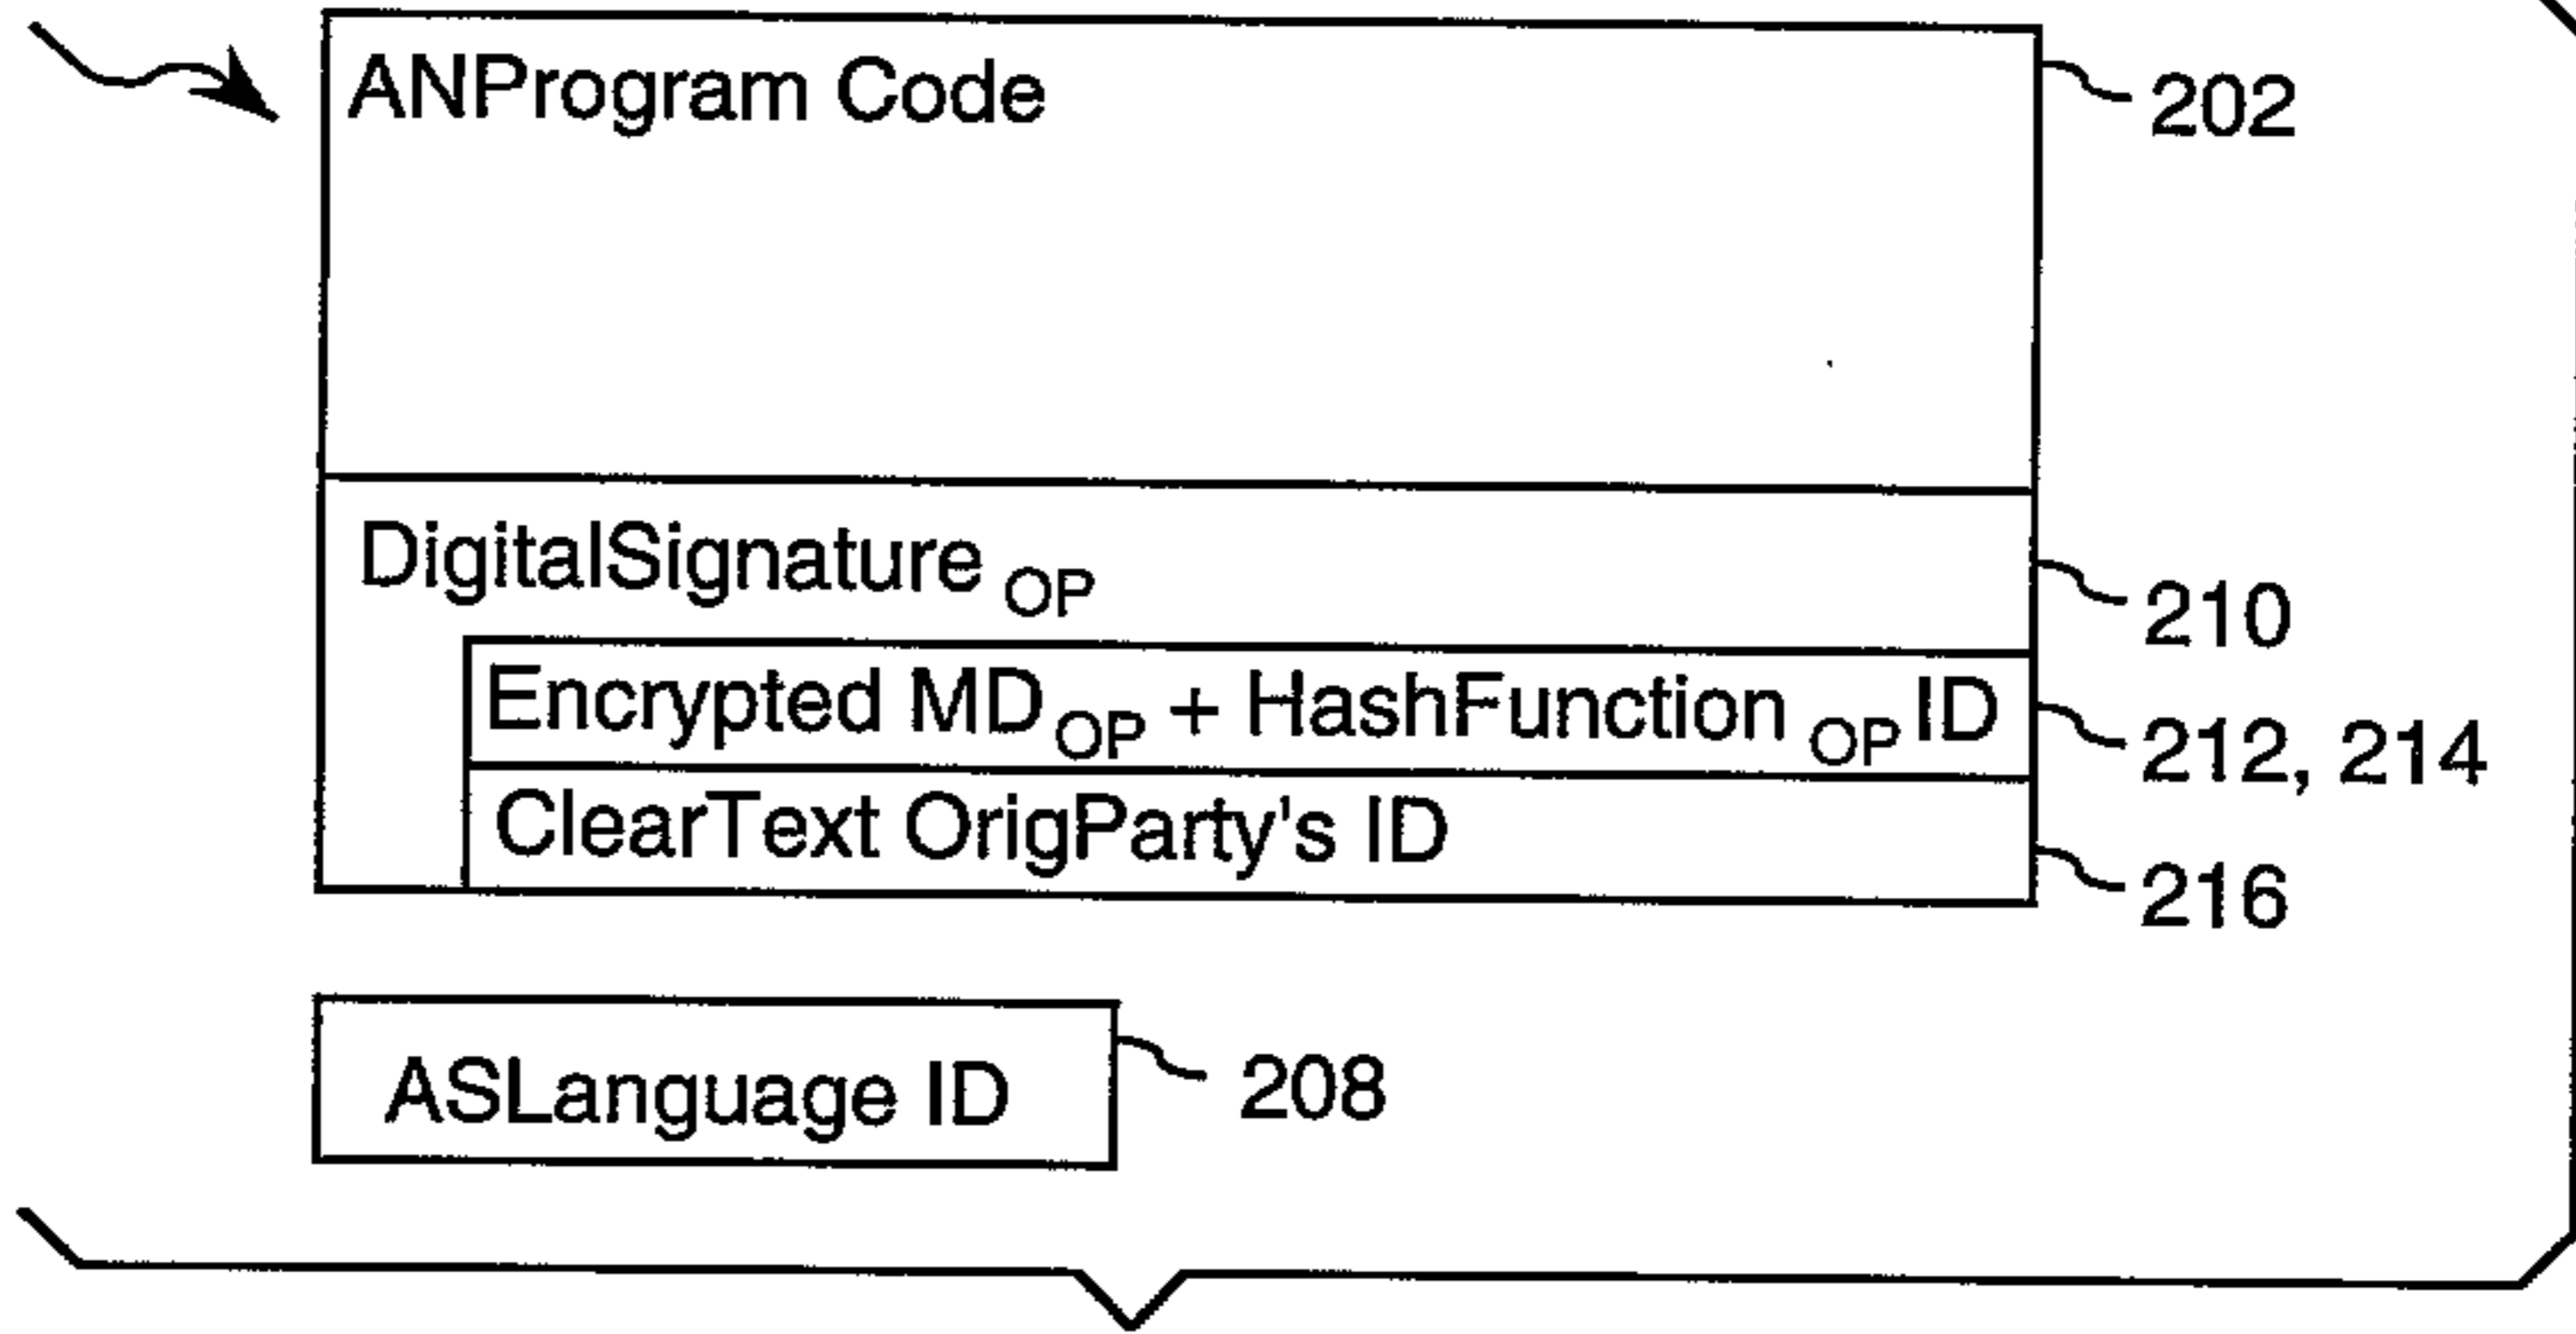 ANProgram Code 202
DigitalSignature OP 210
Encrypted MD OP + HashFunction OP ID 212, 214
ClearText OrigParty's ID 216
ASLanguage ID 208